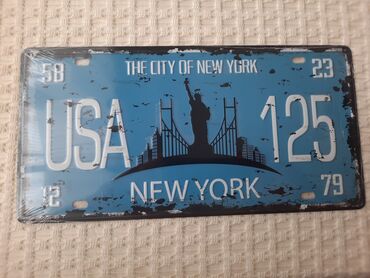 58 THE CITY OF NEW YORK 23
USA 125
12 NEW YORK 79